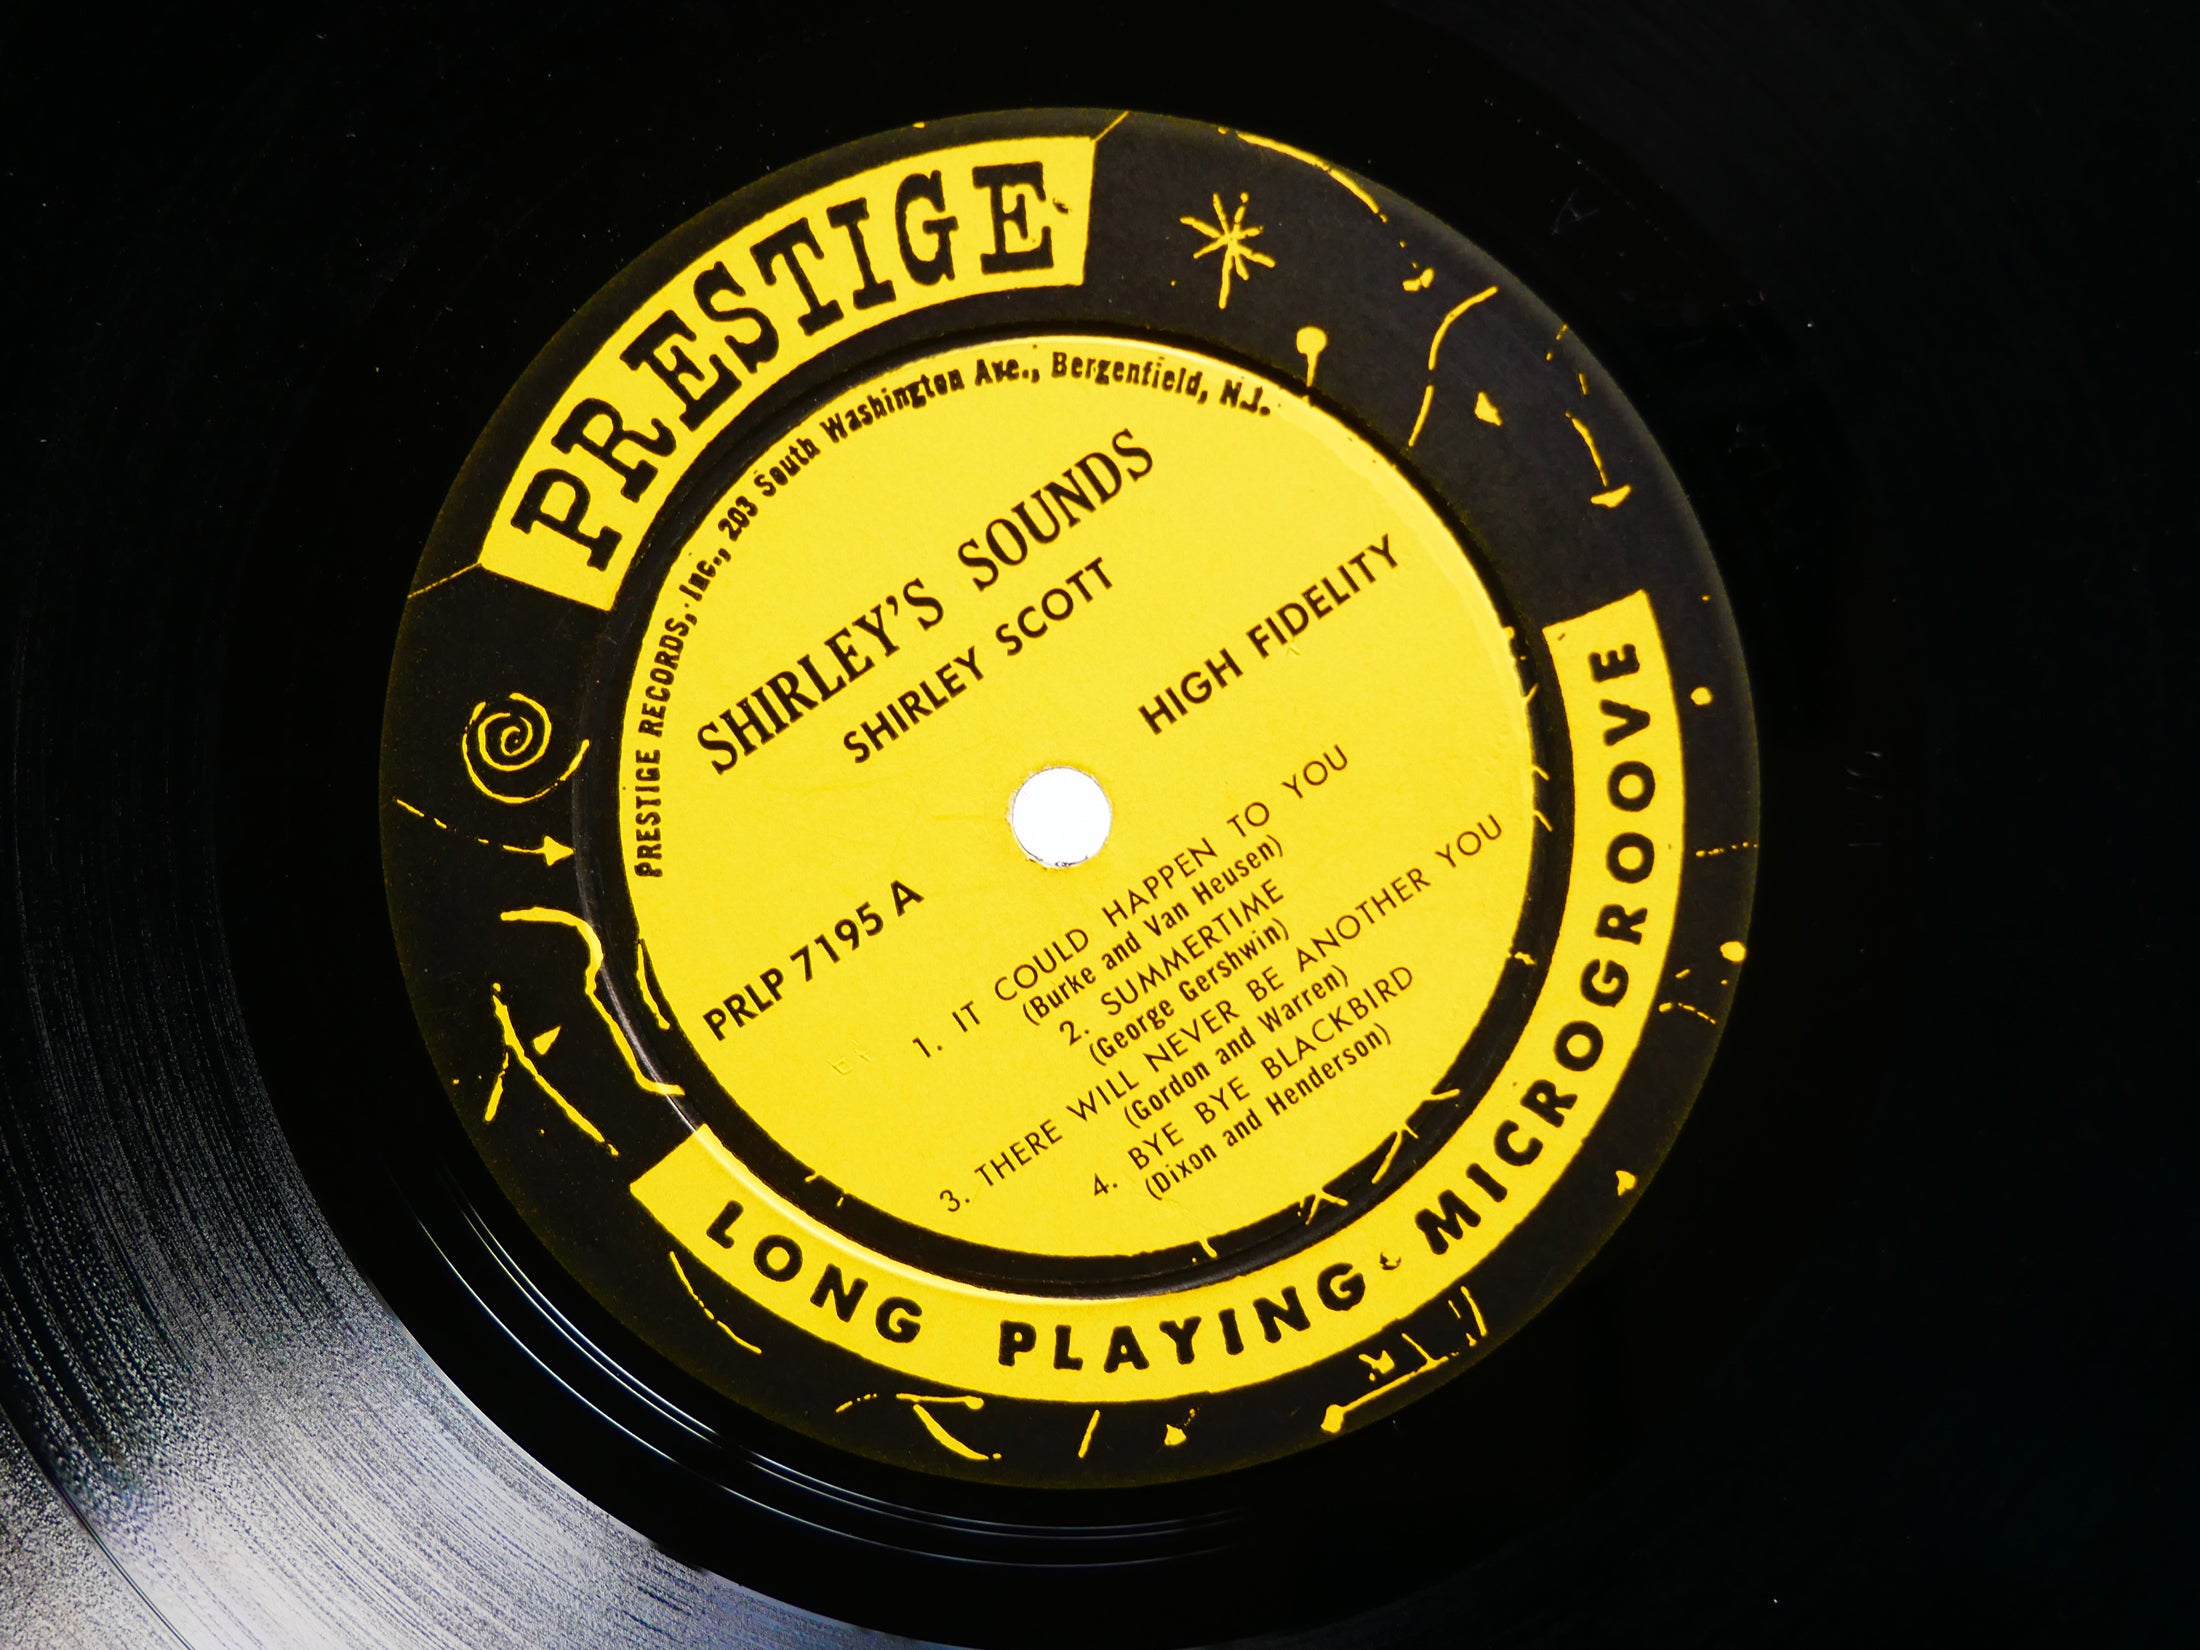 PRESTIGE
PRESTIGE RECORDS, Inc., 203 South Washington Ave., Bergenfield, N.J.
SHIRLEY'S SOUNDS
SHIRLEY SCOTT
HIGH FIDELITY
PRLP 7195 A
1. IT COULD HAPPEN TO YOU
(Burke and Van Heusen)
2. SUMMERTIME
(George Gershwin)
3. THERE WILL NEVER BE ANOTHER YOU
(Gordon and Warren)
4. BYE BYE BLACKBIRD
(Dixon and Henderson)
LONG PLAYING MICROGROOVE